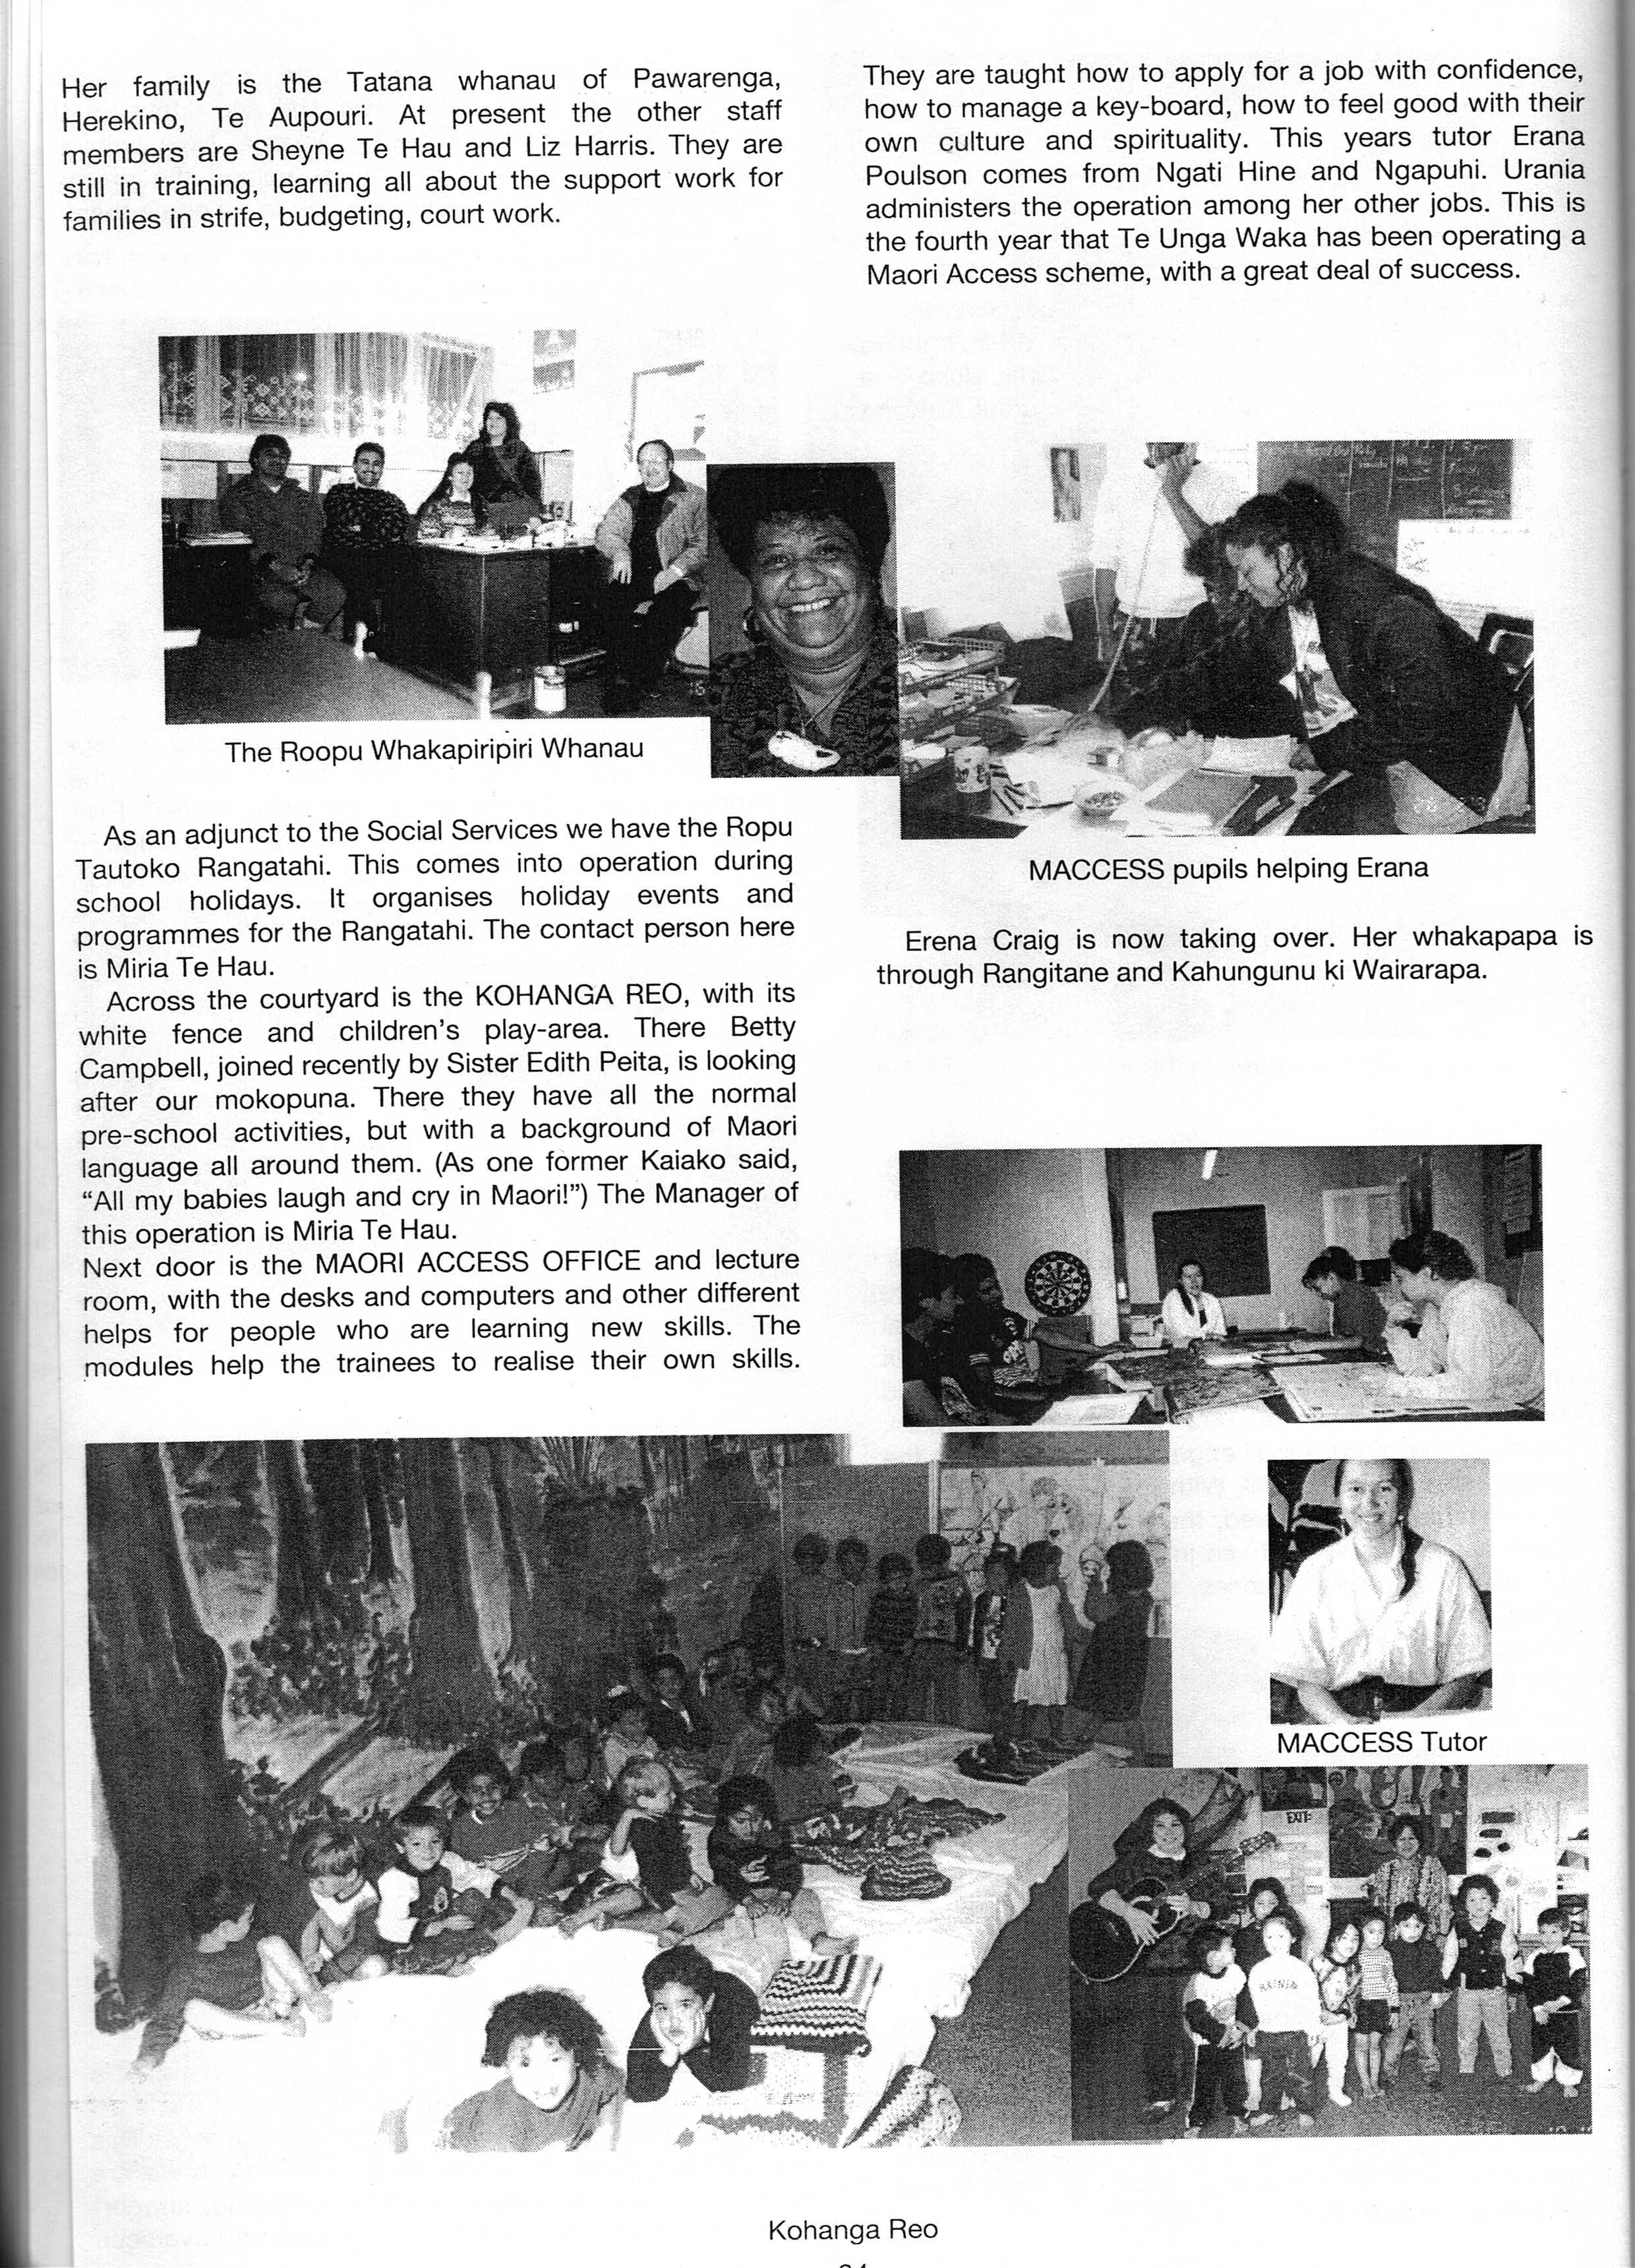 Her family is the Tatana whanau of Pawarenga,
Herekino, Te Aupouri. At present the other staff
members are Sheyne Te Hau and Liz Harris. They are
still in training, learning all about the support work for
families in strife, budgeting, court work.
The Roopu Whakapiripiri Whanau
As an adjunct to the Social Services we have the Ropu
Tautoko Rangatahi. This comes into operation during
school holidays. It organises holiday events and
programmes for the Rangatahi. The contact person here
is Miria Te Hau.
Across the courtyard is the KOHANGA REO, with its
white fence and children's play-area. There Betty
Campbell, joined recently by Sister Edith Peita, is looking
after our mokopuna. There they have all the normal
pre-school activities, but with a background of Maori
language all around them. (As one former Kaiako said,
“All my babies laugh and cry in Maori!”) The Manager of
this operation is Miria Te Hau.
Next door is the MAORI ACCESS OFFICE and lecture
room, with the desks and computers and other different
helps for people who are learning new skills. The
modules help the trainees to realise their own skills.
They are taught how to apply for a job with confidence,
how to manage a key-board, how to feel good with their
own culture and spirituality. This years tutor Erana
Poulson comes from Ngati Hine and Ngapuhi. Urania
administers the operation among her other jobs. This is
the fourth year that Te Unga Waka has been operating a
Maori Access scheme, with a great deal of success.
MACCESS pupils helping Erana
Erena Craig is now taking over. Her whakapapa is
through Rangitane and Kahungunu ki Wairarapa.
MACCESS Tutor
EXIT
Kohanga Reo